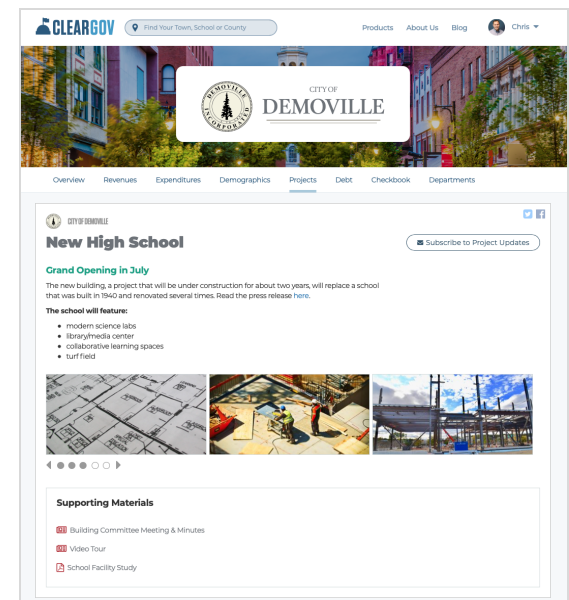 CLEARGOV
Find Your Town, School or County
Products About Us Blog Chris
DEMOVILLE
INCORPORATED
CITY OF
DEMOVILLE
Overview Revenues Expenditures Demographics Projects Debt Checkbook Departments
CITY OF DEMOVILLE
New High School
Subscribe to Project Updates
Grand Opening in July
The new building, a project that will be under construction for about two years, will replace a school
that was built in 1940 and renovated several times. Read the press release here.
The school will feature:
modern science labs
library/media center
collaborative learning spaces
turf field
Supporting Materials
Building Committee Meeting & Minutes
Video Tour
School Facility Study